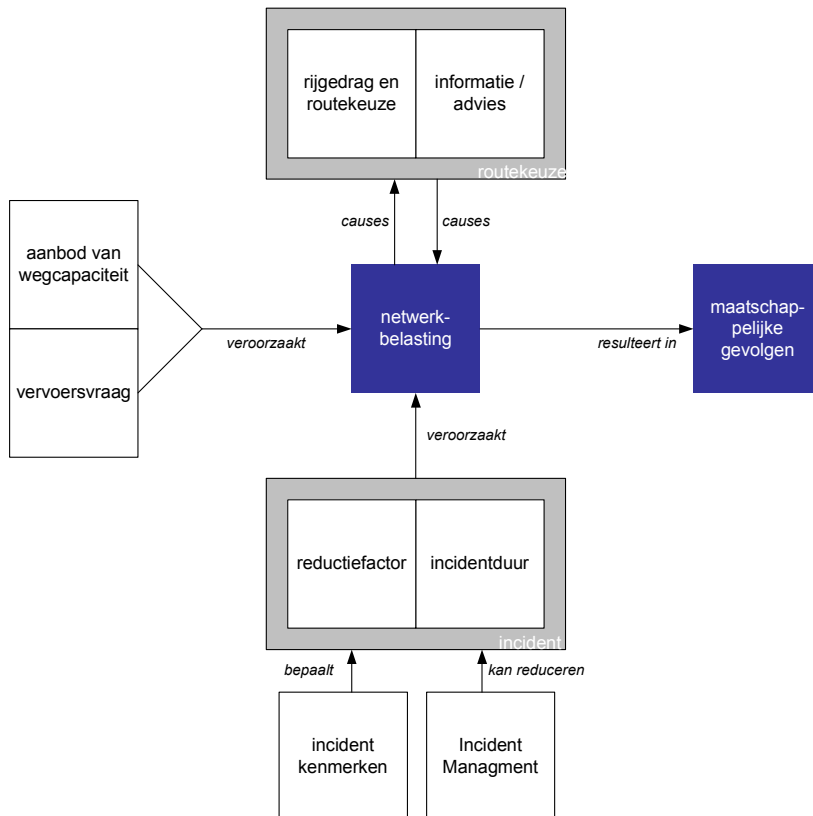 rijgedrag en
routekeuze
informatie /
advies
routekeuze
causes
causes
aanbod van
wegcapaciteit
vervoersvraag
veroorzaakt
netwerk-
belasting
resulteert in
maatschap-
pelijke
gevolgen
veroorzaakt
reductiefactor
incidentduur
incident
bepaalt
kan reduceren
incident
kenmerken
Incident
Managment